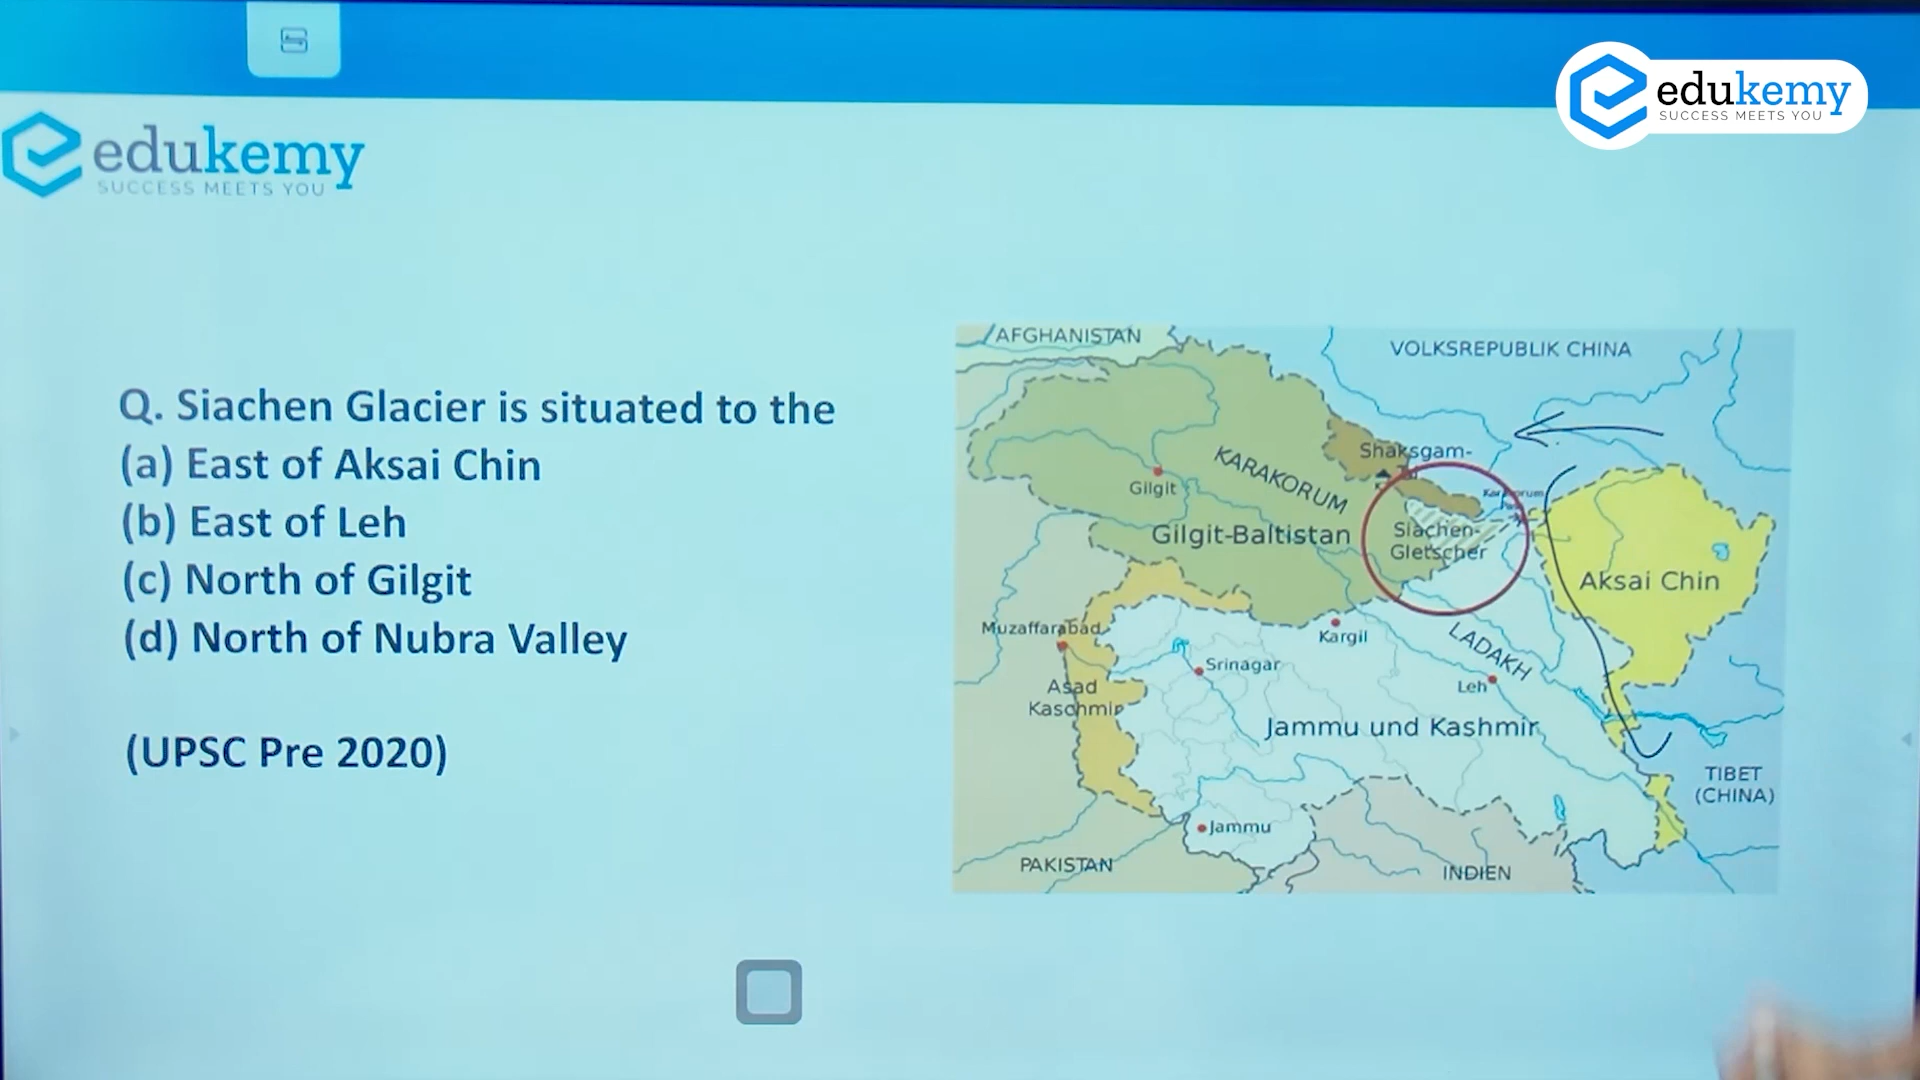 edukemy
SUCCESS MEETS YOU
edukemy
SUCCESS MEETS YOU
Q. Siachen Glacier is situated to the
(a) East of Aksai Chin
(b) East of Leh
(c) North of Gilgit
(d) North of Nubra Valley
(UPSC Pre 2020)
AFGHANISTAN
VOLKSREPUBLIK CHINA
Shaksgam-
KARAKORUM
Gilgit
Gilgit-Baltistan
Siachen-
Gletscher
Aksai Chin
Muzaffarabad
Kargil
LADAKH
Srinagar
Leh
Asad
Kaschmir
Jammu und Kashmir
TIBET
(CHINA)
Jammu
PAKISTAN
INDIEN